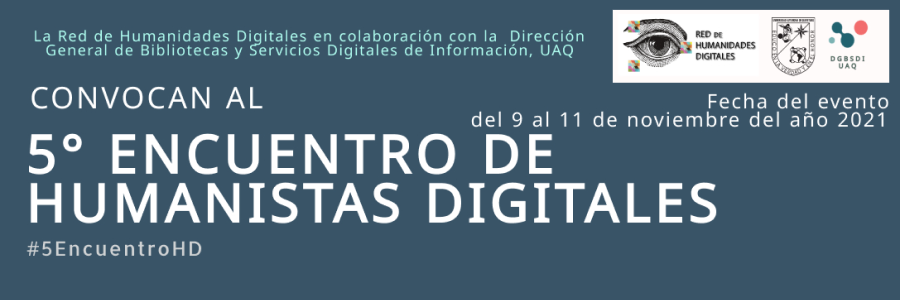 La Red de Humanidades Digitales en colaboración con la Dirección
General de Bibliotecas y Servicios Digitales de Información, UAQ
RED DE
HUMANIDADES
DIGITALES
DGBSDI
UAQ
CONVOCAN AL
Fecha del evento
del 9 al 11 de noviembre del año 2021
5° ENCUENTRO DE
HUMANISTAS DIGITALES
#5EncuentroHD